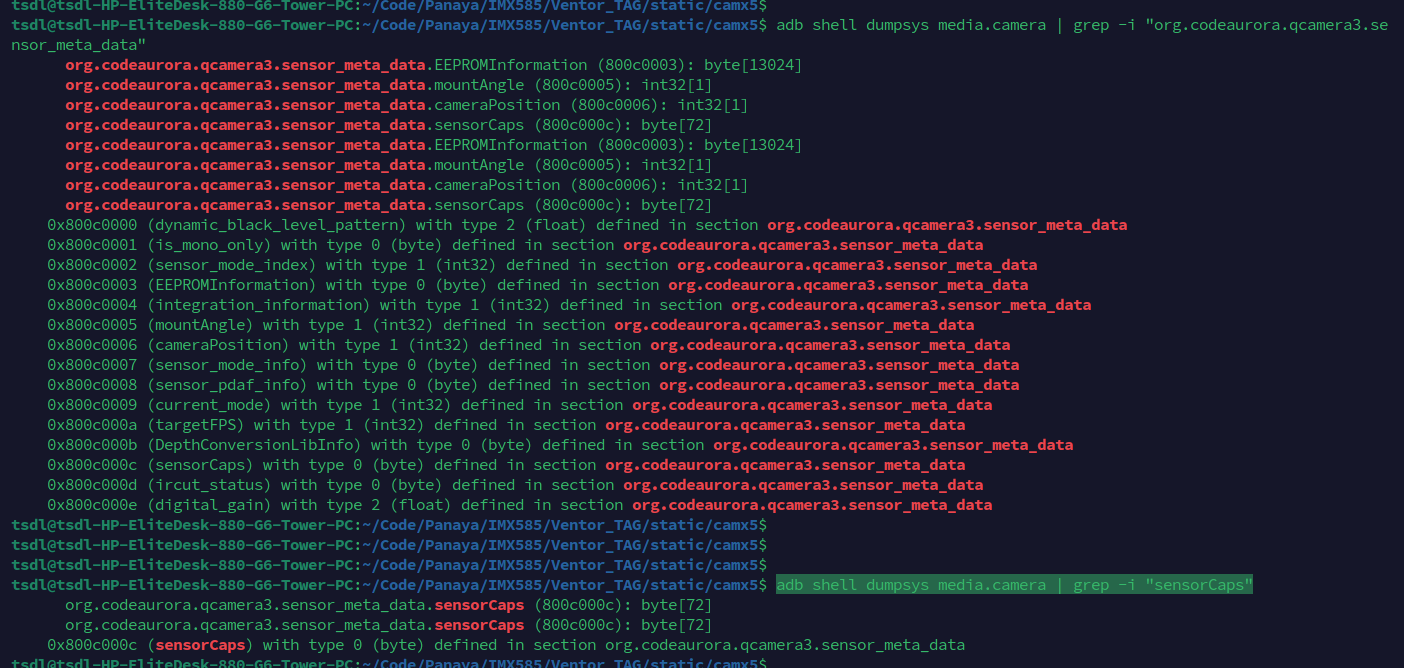 tsdl@tsdl-HP-EliteDesk-880-G6-Tower-PC:~/Code/Panaya/IMX585/Ventor_TAG/static/camx5$
tsdl@tsdl-HP-EliteDesk-880-G6-Tower-PC:~/Code/Panaya/IMX585/Ventor_TAG/static/camx5$ adb shell dumpsys media.camera | grep -i "org.codeaurora.qcamera3.se
nsor_meta_data"
org.codeaurora.qcamera3.sensor_meta_data.EEPROMInformation (800c0003): byte[13024]
org.codeaurora.qcamera3.sensor_meta_data.mountAngle (800c0005): int32[1]
org.codeaurora.qcamera3.sensor_meta_data.cameraPosition (800c0006): int32[1]
org.codeaurora.qcamera3.sensor_meta_data.sensorCaps (800c000c): byte[72]
org.codeaurora.qcamera3.sensor_meta_data.EEPROMInformation (800c0003): byte[13024]
org.codeaurora.qcamera3.sensor_meta_data.mountAngle (800c0005): int32[1]
org.codeaurora.qcamera3.sensor_meta_data.cameraPosition (800c0006): int32[1]
org.codeaurora.qcamera3.sensor_meta_data.sensorCaps (800c000c): byte[72]
0x800c0000 (dynamic_black_level_pattern) with type 2 (float) defined in section org.codeaurora.qcamera3.sensor_meta_data
0x800c0001 (is_mono_only) with type 0 (byte) defined in section org.codeaurora.qcamera3.sensor_meta_data
0x800c0002 (sensor_mode_index) with type 1 (int32) defined in section org.codeaurora.qcamera3.sensor_meta_data
0x800c0003 (EEPROMInformation) with type 0 (byte) defined in section org.codeaurora.qcamera3.sensor_meta_data
0x800c0004 (integration_information) with type 1 (int32) defined in section org.codeaurora.qcamera3.sensor_meta_data
0x800c0005 (mountAngle) with type 1 (int32) defined in section org.codeaurora.qcamera3.sensor_meta_data
0x800c0006 (cameraPosition) with type 1 (int32) defined in section org.codeaurora.qcamera3.sensor_meta_data
0x800c0007 (sensor_mode_info) with type 0 (byte) defined in section org.codeaurora.qcamera3.sensor_meta_data
0x800c0008 (sensor_pdaf_info) with type 0 (byte) defined in section org.codeaurora.qcamera3.sensor_meta_data
0x800c0009 (current_mode) with type 1 (int32) defined in section org.codeaurora.qcamera3.sensor_meta_data
0x800c000a (targetFPS) with type 1 (int32) defined in section org.codeaurora.qcamera3.sensor_meta_data
0x800c000b (DepthConversionLibInfo) with type 0 (byte) defined in section org.codeaurora.qcamera3.sensor_meta_data
0x800c000c (sensorCaps) with type 0 (byte) defined in section org.codeaurora.qcamera3.sensor_meta_data
0x800c000d (ircut_status) with type 0 (byte) defined in section org.codeaurora.qcamera3.sensor_meta_data
0x800c000e (digital_gain) with type 2 (float) defined in section org.codeaurora.qcamera3.sensor_meta_data
tsdl@tsdl-HP-EliteDesk-880-G6-Tower-PC:~/Code/Panaya/IMX585/Ventor_TAG/static/camx5$
tsdl@tsdl-HP-EliteDesk-880-G6-Tower-PC:~/Code/Panaya/IMX585/Ventor_TAG/static/camx5$
tsdl@tsdl-HP-EliteDesk-880-G6-Tower-PC:~/Code/Panaya/IMX585/Ventor_TAG/static/camx5$
tsdl@tsdl-HP-EliteDesk-880-G6-Tower-PC:~/Code/Panaya/IMX585/Ventor_TAG/static/camx5$ adb shell dumpsys media.camera | grep -i "sensorCaps"
org.codeaurora.qcamera3.sensor_meta_data.sensorCaps (800c000c): byte[72]
org.codeaurora.qcamera3.sensor_meta_data.sensorCaps (800c000c): byte[72]
0x800c000c (sensorCaps) with type 0 (byte) defined in section org.codeaurora.qcamera3.sensor_meta_data
tsdl@tsdl-HP-EliteDesk-880-G6-Tower-PC:~/Code/Panaya/IMX585/Ventor_TAG/static/camx5$